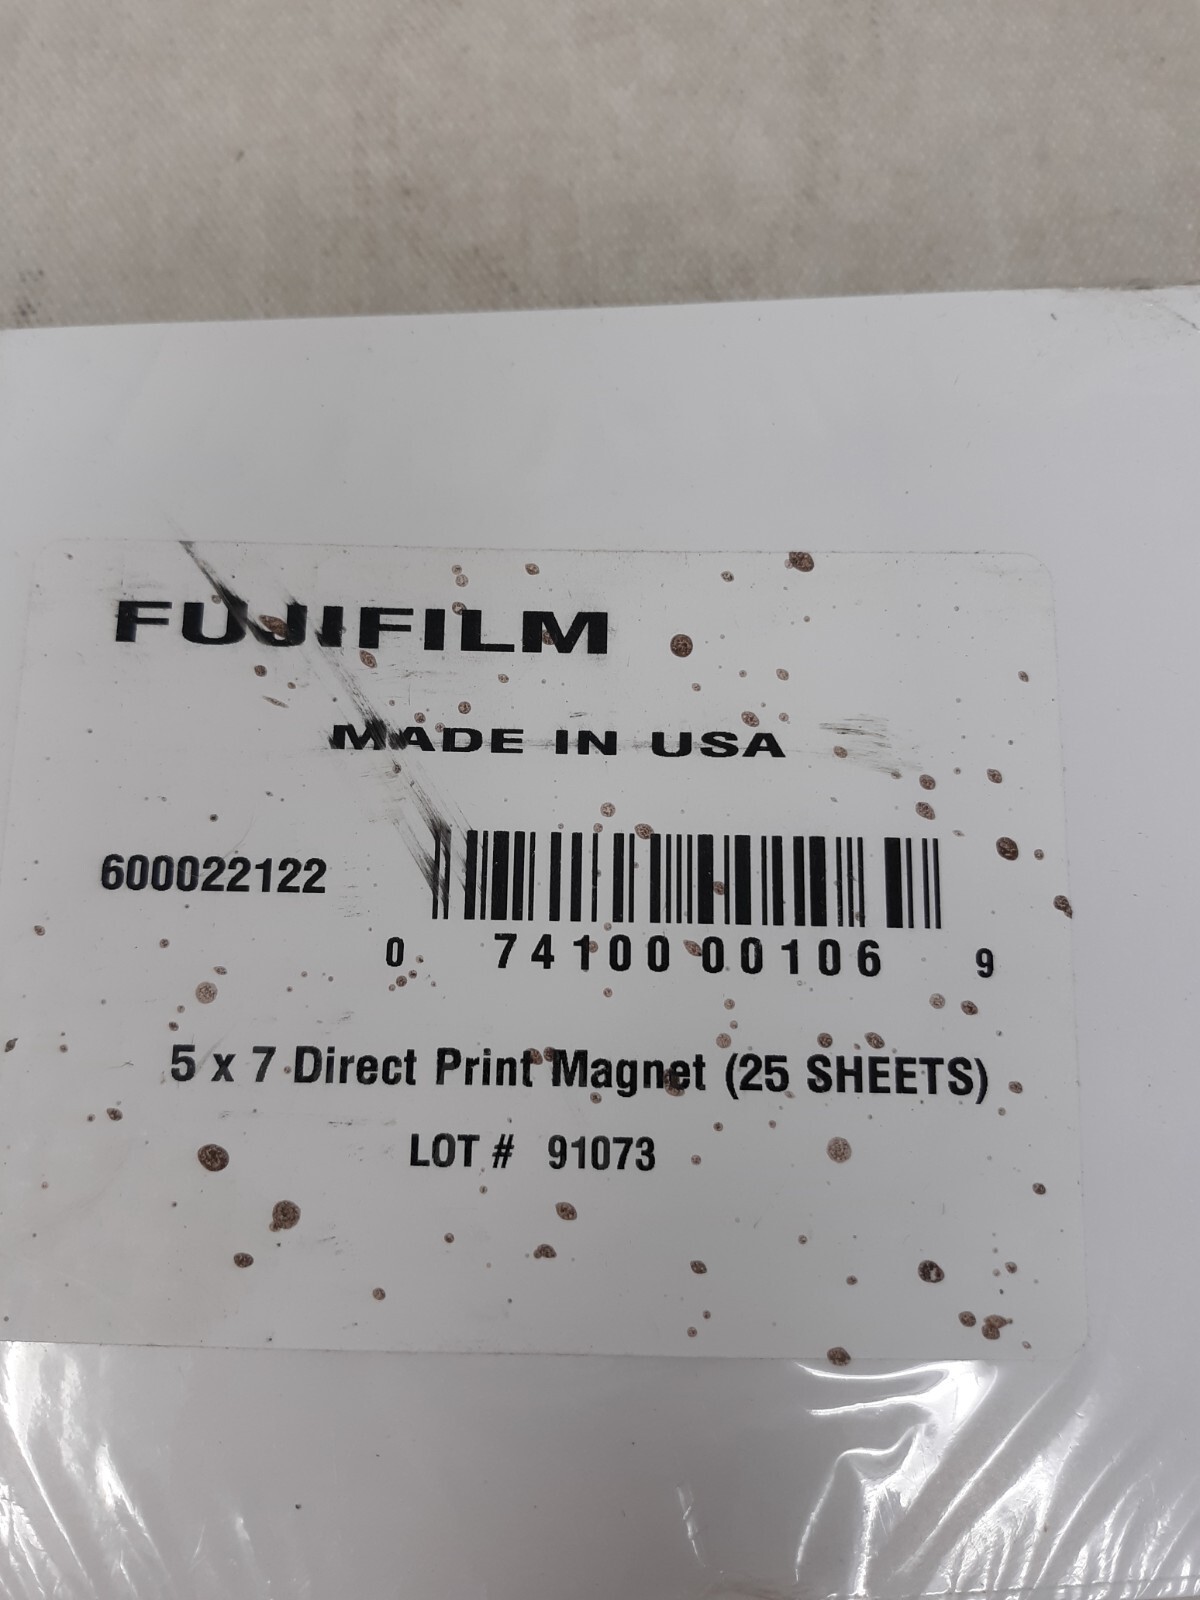 FUJIFILM
MADE IN USA
600022122
0 74100 00106 9
5 x 7 Direct Print Magnet (25 SHEETS)
LOT # 91073